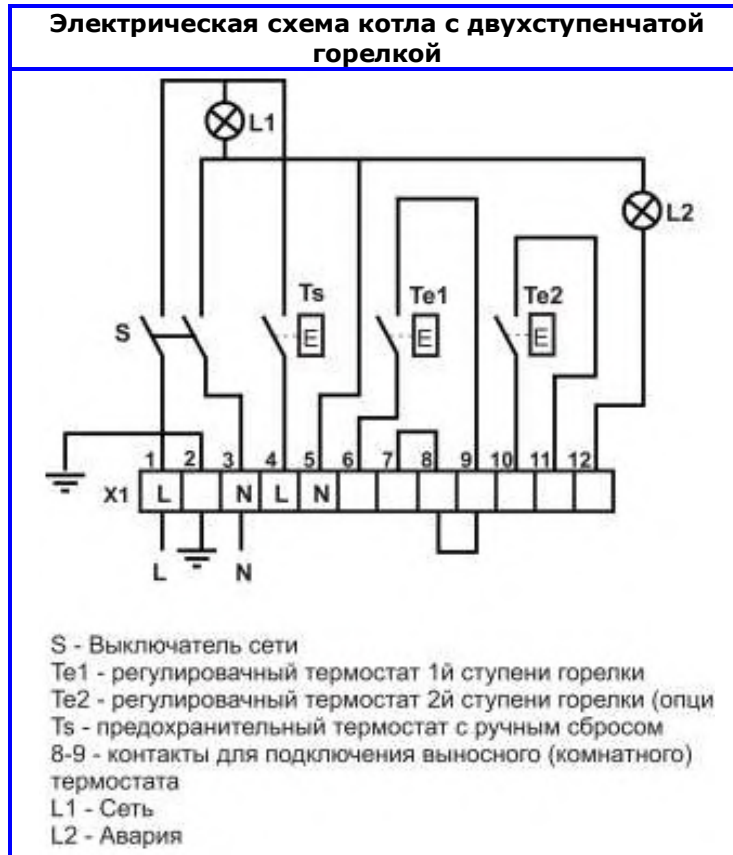 Электрическая схема котла с двухступенчатой
горелкой
L1
L2
Ts
Te1
Te2
S
E
E
E
1 2 3 4 5 6 7 8 9 10 11 12
X1 L N L N
L N
S - Выключатель сети
Te1 - регулировачный термостат 1й ступени горелки
Te2 - регулировачный термостат 2й ступени горелки (опци
Ts - предохранительный термостат с ручным сбросом
8-9 - контакты для подключения выносного (комнатного)
термостата
L1 - Сеть
L2 - Авария